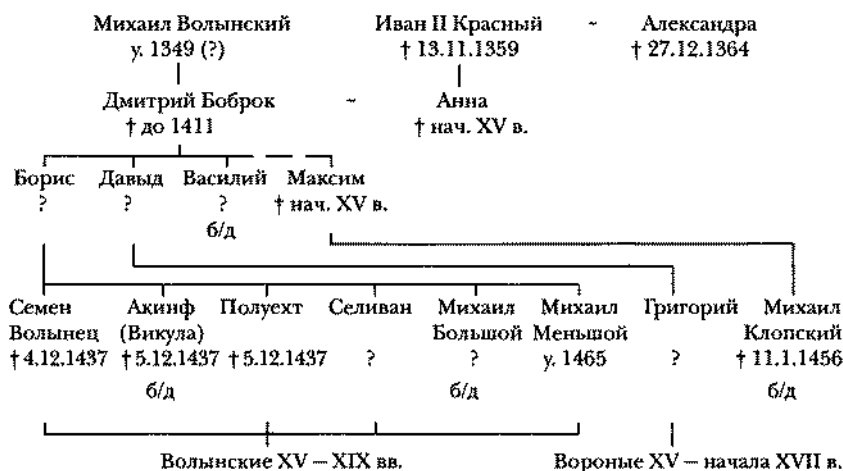 Михаил Волынский Иван II Красный ~ Александра
у. 1349 (?) † 13.11.1359 † 27.12.1364
Дмитрий Боброк ~ Анна
† до 1411 † нач. XV в.
Борис Давыд Василий Максим
? ? ? † нач. XV в.
б/д
Семен Акинф Полуехт Селиван Михаил Михаил Григорий Михаил
Волынец (Викула) Большой Меньшой Клопский
† 4.12.1437 † 5.12.1437 † 5.12.1437 ? ? у. 1465 ? † 11.1.1456
б/д б/д б/д
Волынские XV – XIX вв. Вороные XV – начала XVII в.